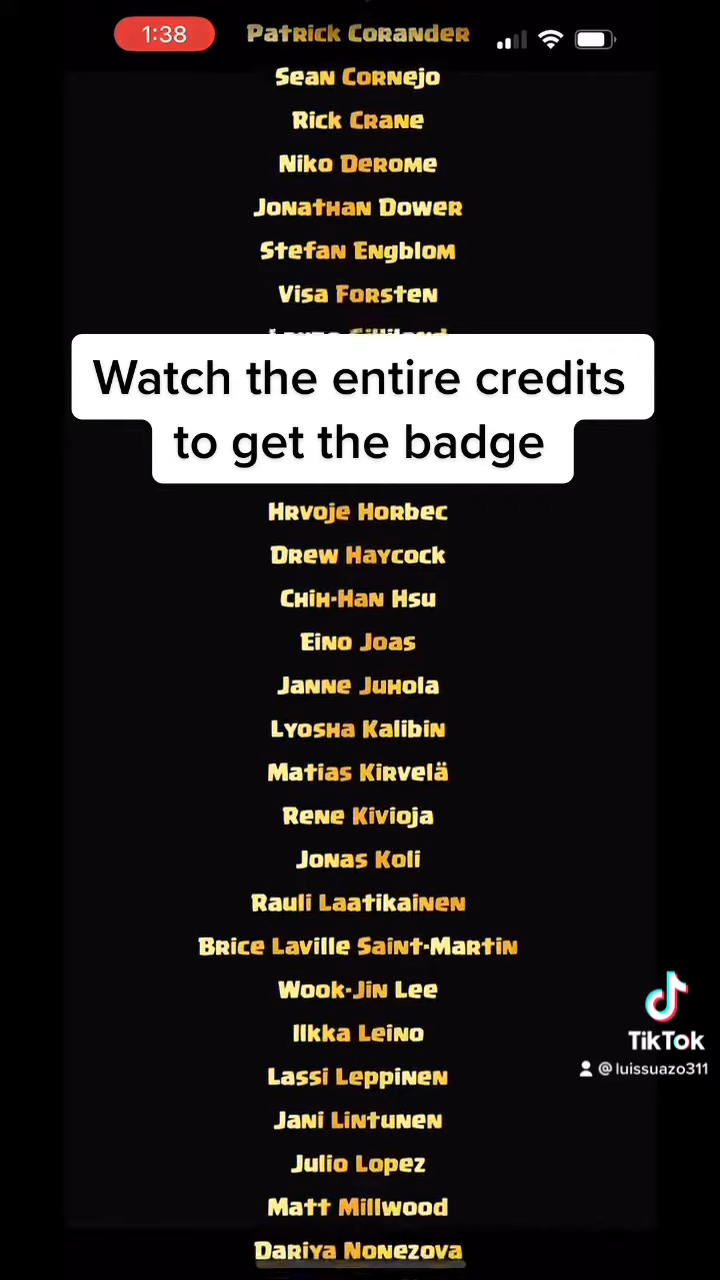 1:38
Patrick Corander
Sean Cornejo
Rick Crane
Niko Derome
Jonathan Dower
Stefan Engblom
Visa Forsten
Watch the entire credits
to get the badge
Hrvoje Horbec
Drew Haycock
Chih-Han Hsu
Eino Joas
Janne Juhola
Lyosha Kalibin
Matias Kirvelä
Rene Kivioja
Jonas Koli
Rauli Laatikainen
Brice Laville Saint-Martin
Wook-Jin Lee
Ilkka Leino
Lassi Leppinen
Jani Lintunen
Julio Lopez
Matt Millwood
Dariya Nonezova
TikTok
@luissuazo311